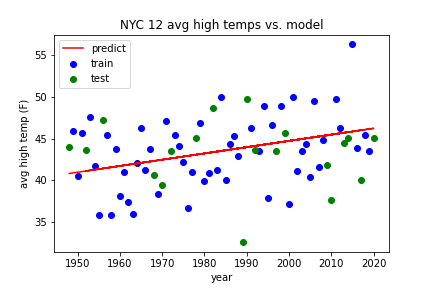 NYC 12 avg high temps vs. model
predict
train
test
55
50
45
40
35
avg high temp (F)
1950 1960 1970 1980 1990 2000 2010 2020
year